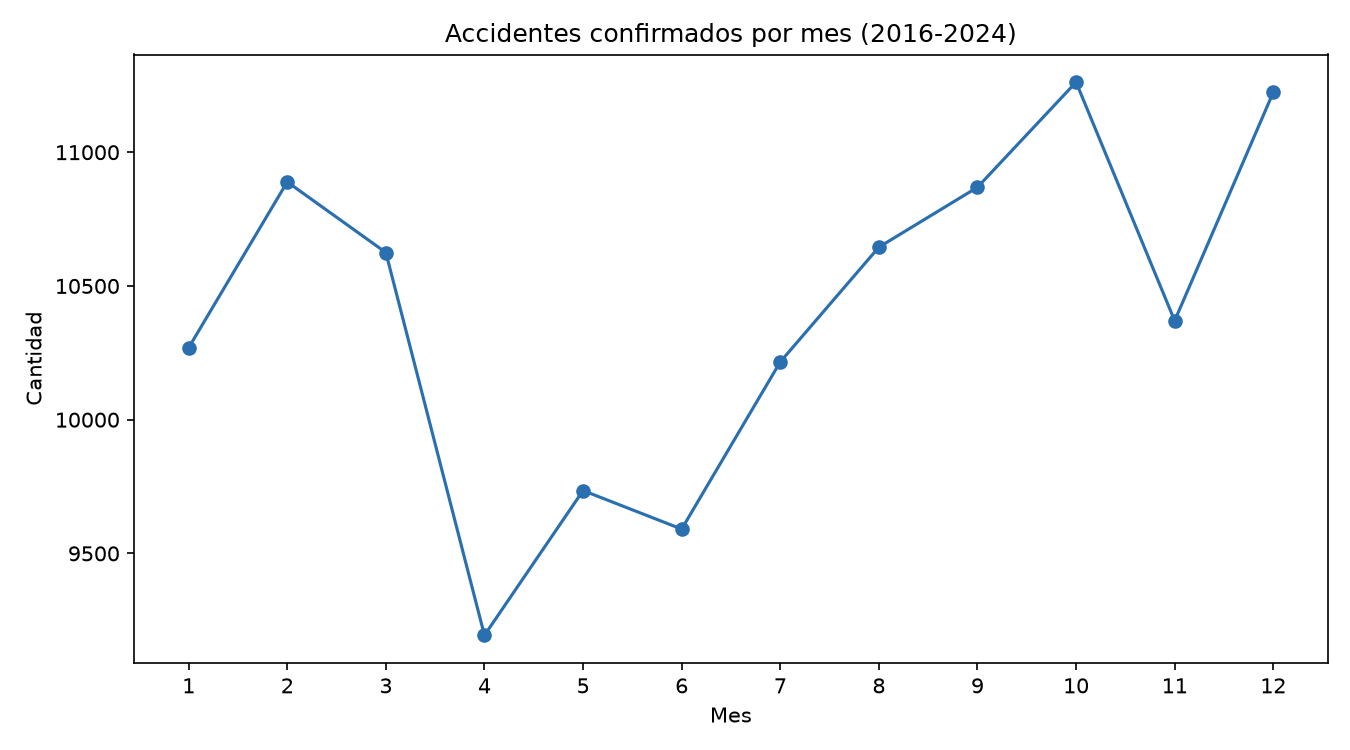 Accidentes confirmados por mes (2016-2024)
Cantidad
11000
10500
10000
9500
1 2 3 4 5 6 7 8 9 10 11 12
Mes